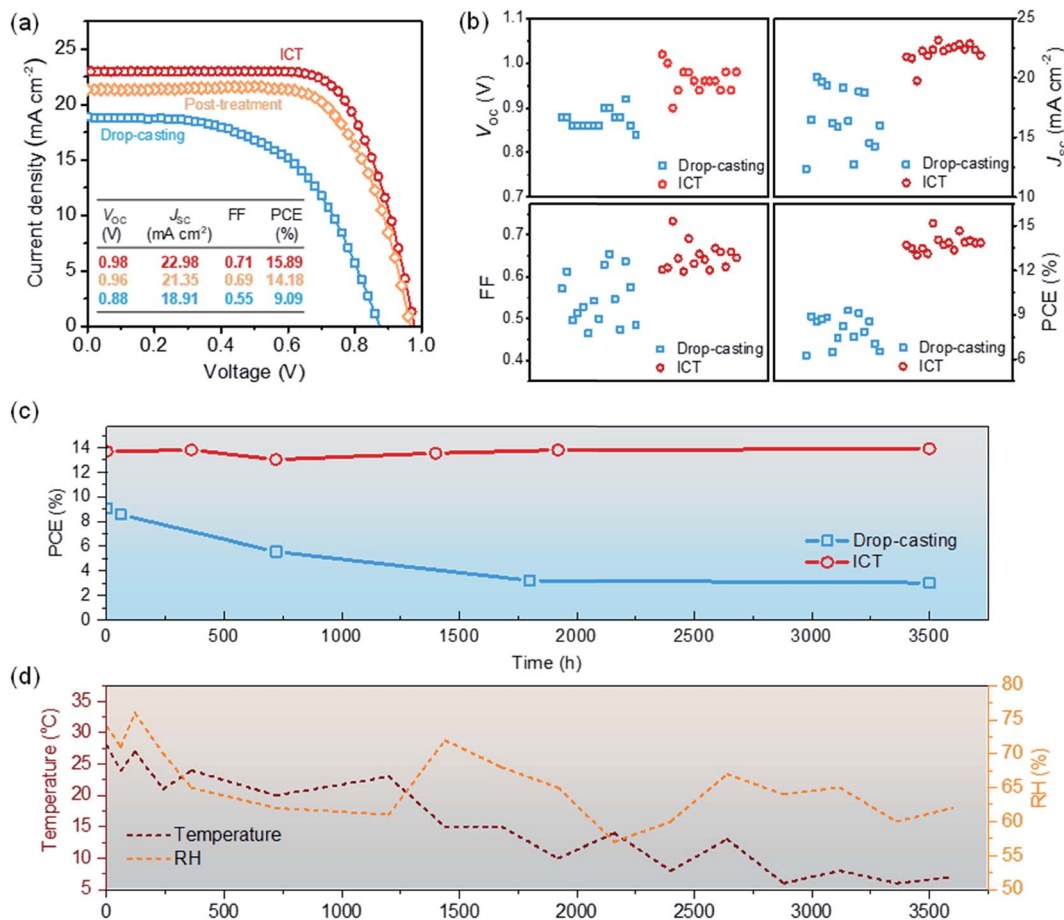 (a)
25
20
15
10
5
0
Current density (mA cm-2)
ICT
Post-treatment
Drop-casting
VOC JSC FF PCE
(V) (mA cm2) (%)
0.98 22.98 0.71 15.89
0.96 21.35 0.69 14.18
0.88 18.91 0.55 9.09
0.0 0.2 0.4 0.6 0.8 1.0
Voltage (V)
(b)
1.1
1.0
0.9
0.8
0.7
VOC (V)
Drop-casting
ICT
25
20
15
10
JSC (mA cm-2)
Drop-casting
ICT
0.7
0.6
0.5
0.4
FF
Drop-casting
ICT
15
12
9
6
PCE (%)
Drop-casting
ICT
(c)
14
12
10
8
6
4
2
0
PCE (%)
Drop-casting
ICT
0 500 1000 1500 2000 2500 3000 3500
Time (h)
(d)
35
30
25
20
15
10
5
Temperature (°C)
Temperature
RH
80
75
70
65
60
55
50
RH (%)
0 500 1000 1500 2000 2500 3000 3500